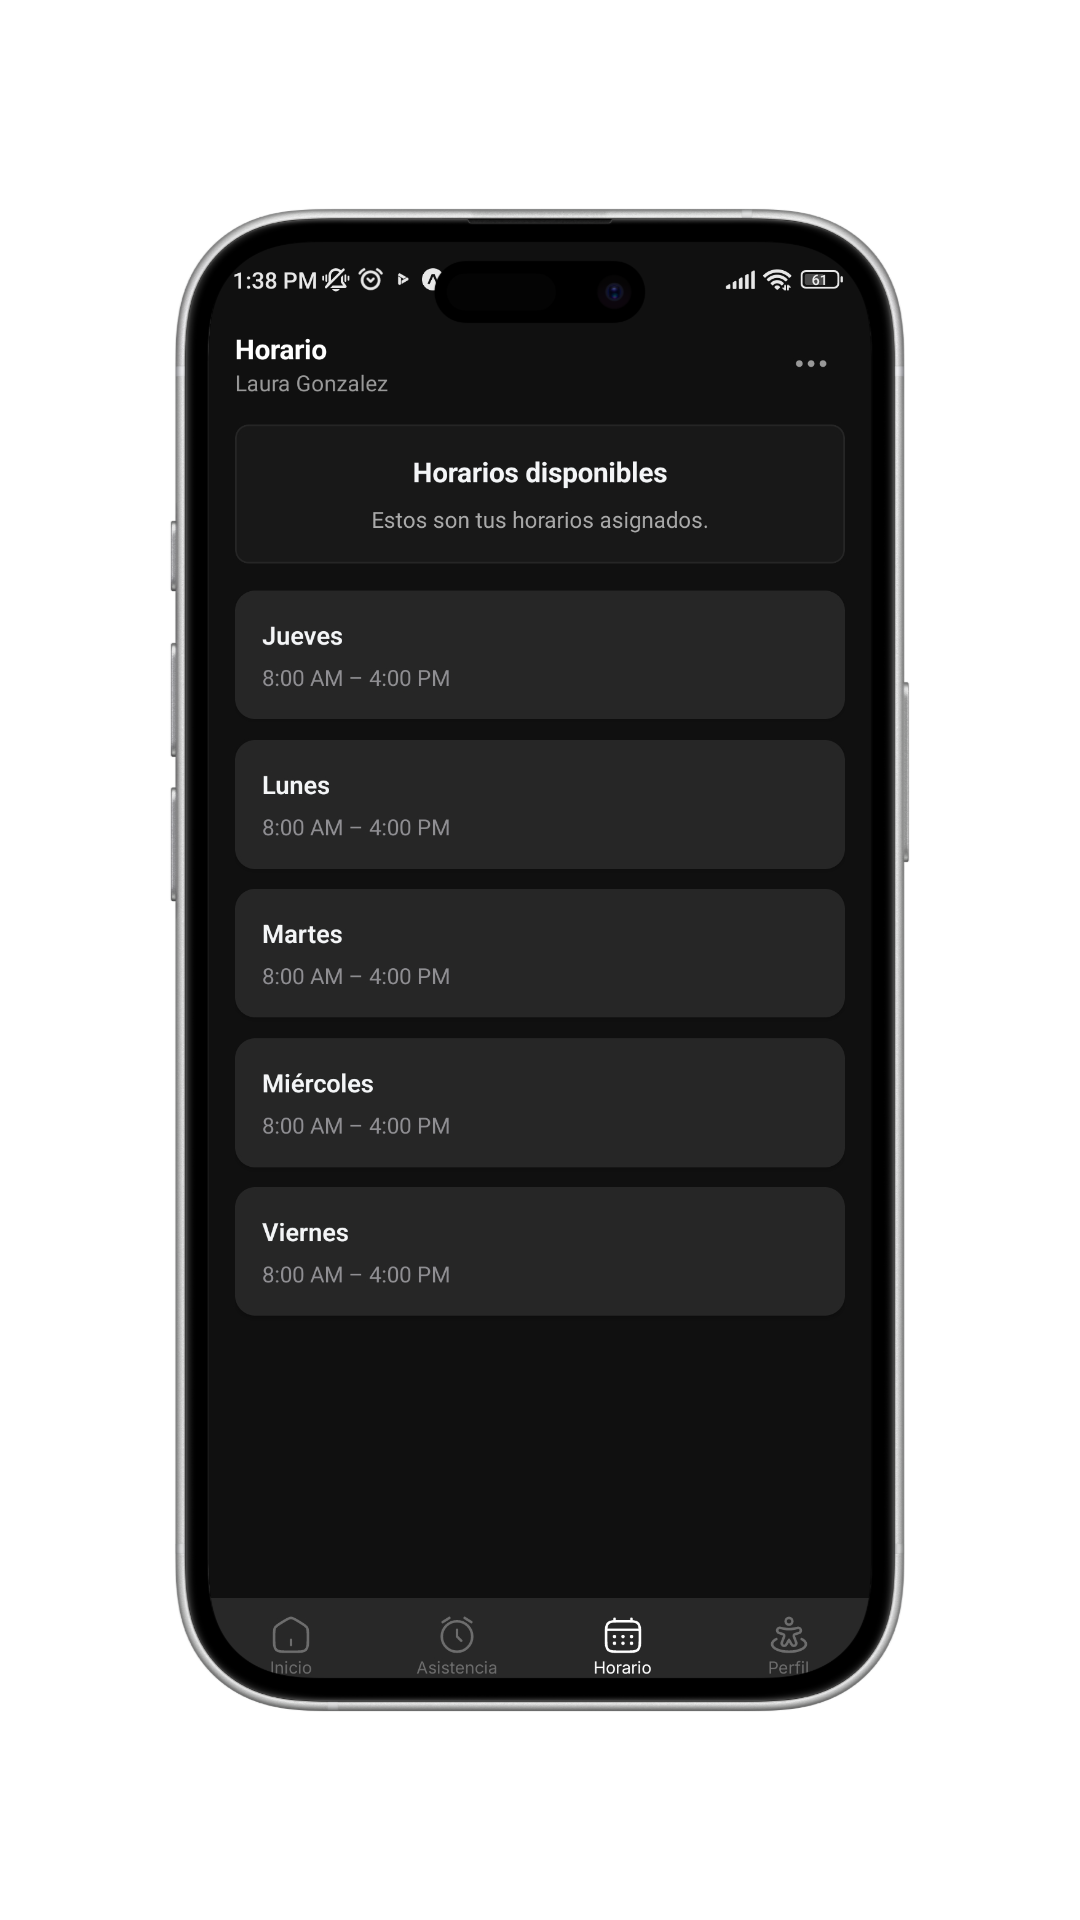 1:38 PM
61
Horario
Laura Gonzalez
Horarios disponibles
Estos son tus horarios asignados.
Jueves
8:00 AM – 4:00 PM
Lunes
8:00 AM – 4:00 PM
Martes
8:00 AM – 4:00 PM
Miércoles
8:00 AM – 4:00 PM
Viernes
8:00 AM – 4:00 PM
Inicio
Asistencia
Horario
Perfil